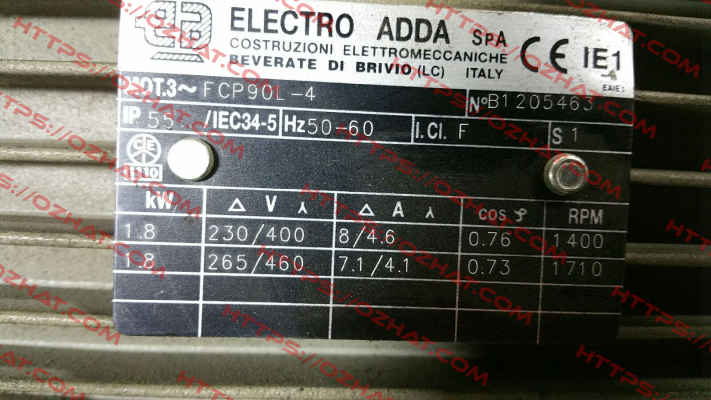 ELECTRO ADDA SpA
COSTRUZIONI ELETTROMECCANICHE
BEVERATE DI BRIVIO (LC) ITALY
CE IE1
MOT.3~ FCP90L-4 NºB1205463
IP 55 /IEC34-5 Hz 50-60 I.Cl. F S 1
kW Δ V ⅄ Δ A ⅄ cos φ RPM
1.8 230/400 8/4.6 0.76 1400
1.8 265/460 7.1/4.1 0.73 1710
HTTPS://OZHAT.COM